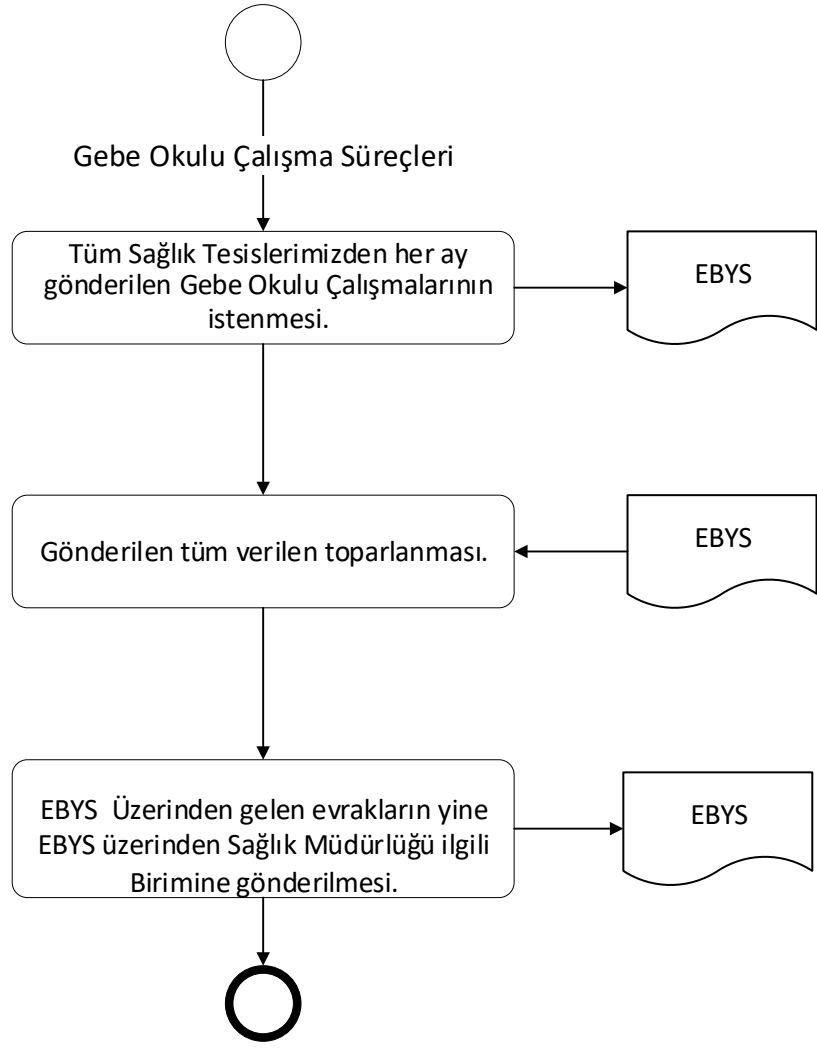 Gebe Okulu Çalışma Süreçleri
Tüm Sağlık Tesislerimizden her ay
gönderilen Gebe Okulu Çalışmalarının
istenmesi.
EBYS
Gönderilen tüm verilen toparlanması.
EBYS
EBYS Üzerinden gelen evrakların yine
EBYS üzerinden Sağlık Müdürlüğü ilgili
Birimine gönderilmesi.
EBYS